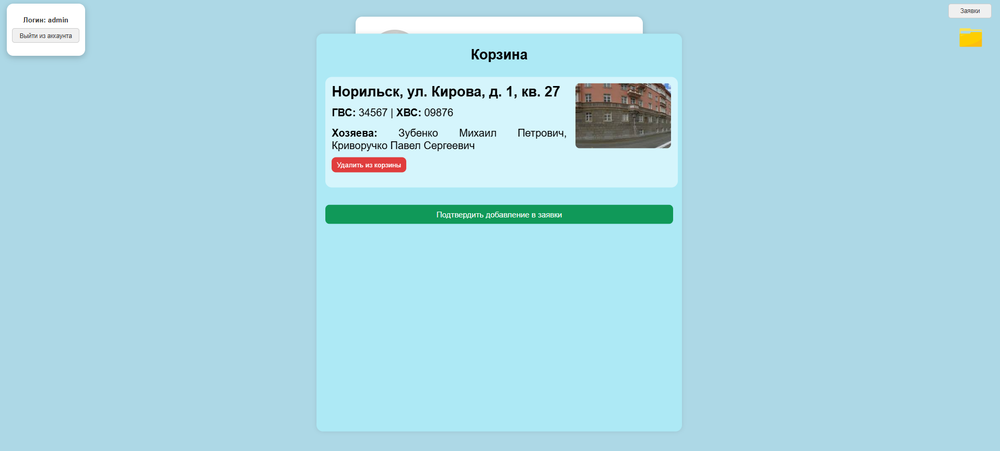 Логин: admin
Выйти из аккаунта
Заявки
Корзина
Норильск, ул. Кирова, д. 1, кв. 27
ГВС: 34567 | ХВС: 09876
Хозяева: Зубенко Михаил Петрович,
Криворучко Павел Сергеевич
Удалить из корзины
Подтвердить добавление в заявки